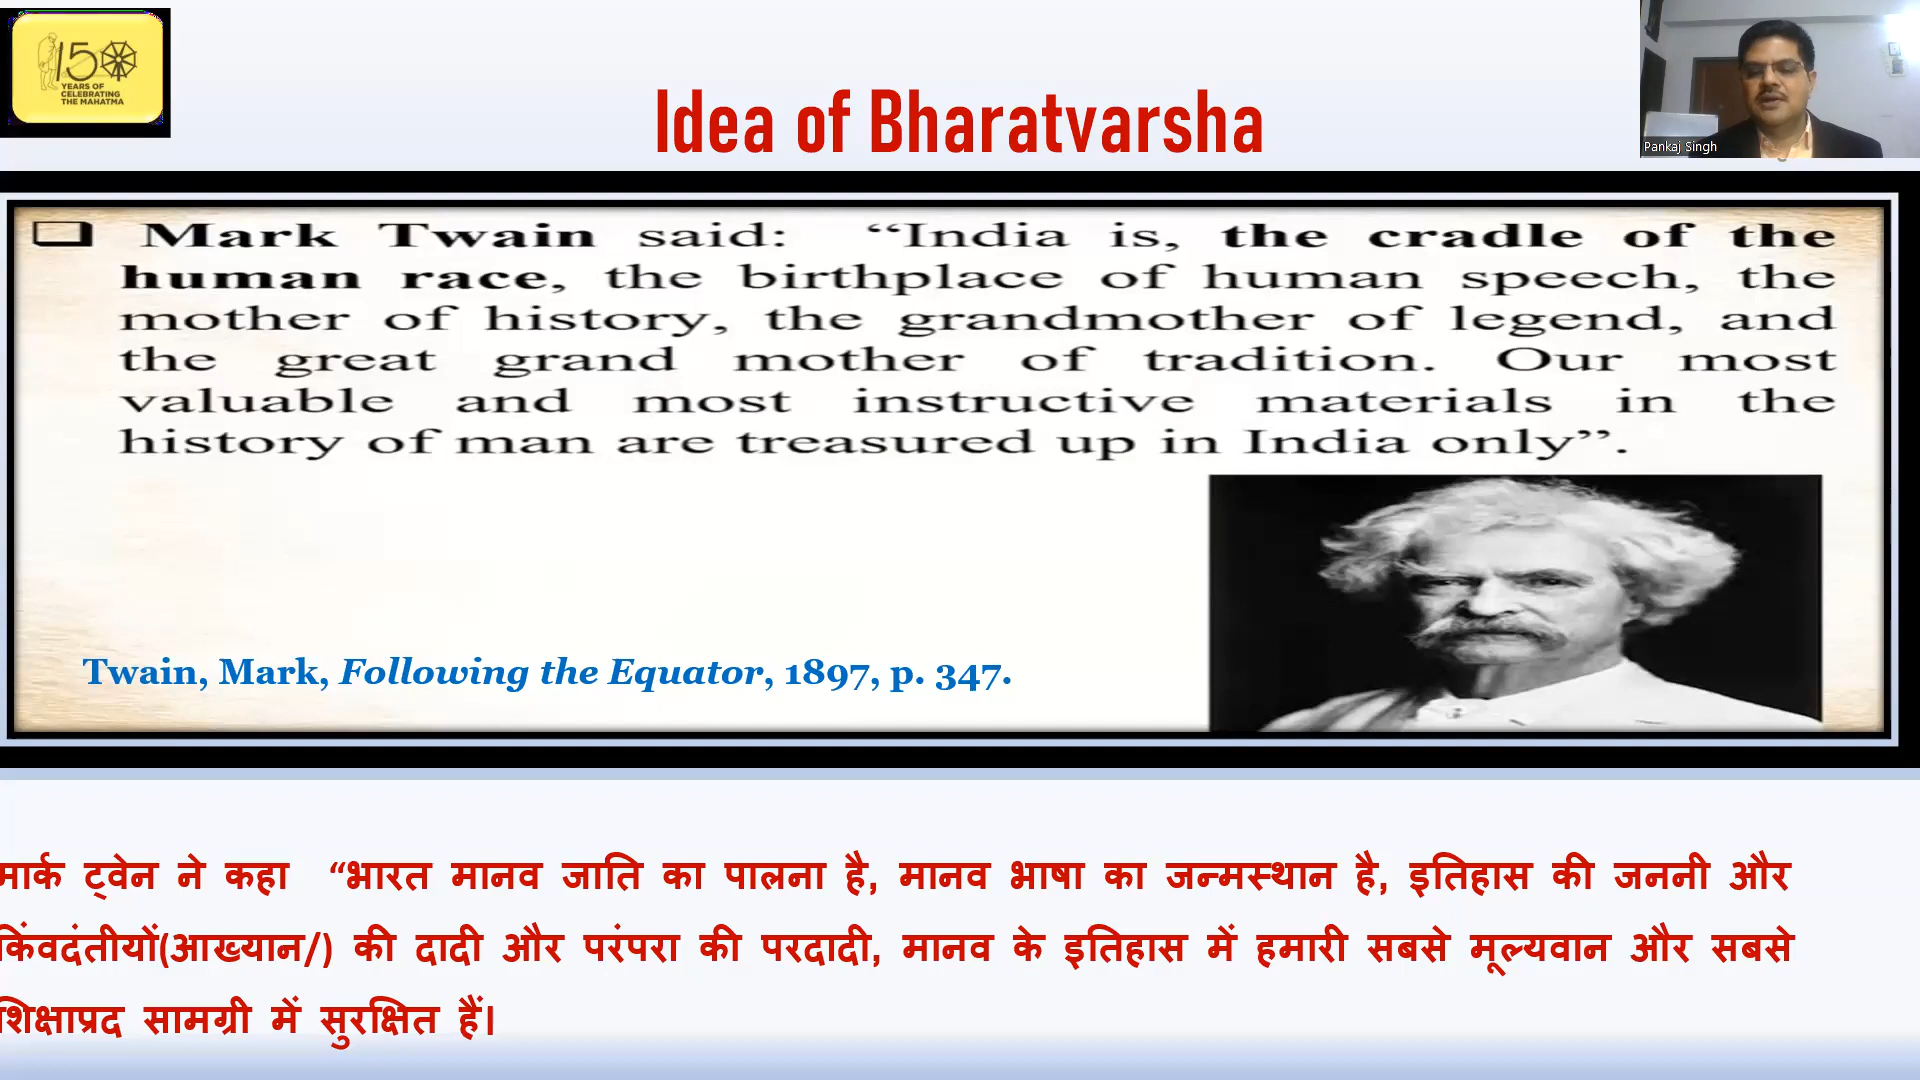 150
YEARS OF
CELEBRATING
THE MAHATMA
Idea of Bharatvarsha
Pankaj Singh
Mark Twain said: “India is, the cradle of the
human race, the birthplace of human speech, the
mother of history, the grandmother of legend, and
the great grand mother of tradition. Our most
valuable and most instructive materials in the
history of man are treasured up in India only”.
Twain, Mark, Following the Equator, 1897, p. 347.
मार्क ट्वेन ने कहा “भारत मानव जाति का पालना है, मानव भाषा का जन्मस्थान है, इतिहास की जननी और
किंवदंतीयों(आख्यान/) की दादी और परंपरा की परदादी, मानव के इतिहास में हमारी सबसे मूल्यवान और सबसे
शिक्षाप्रद सामग्री में सुरक्षित हैं।